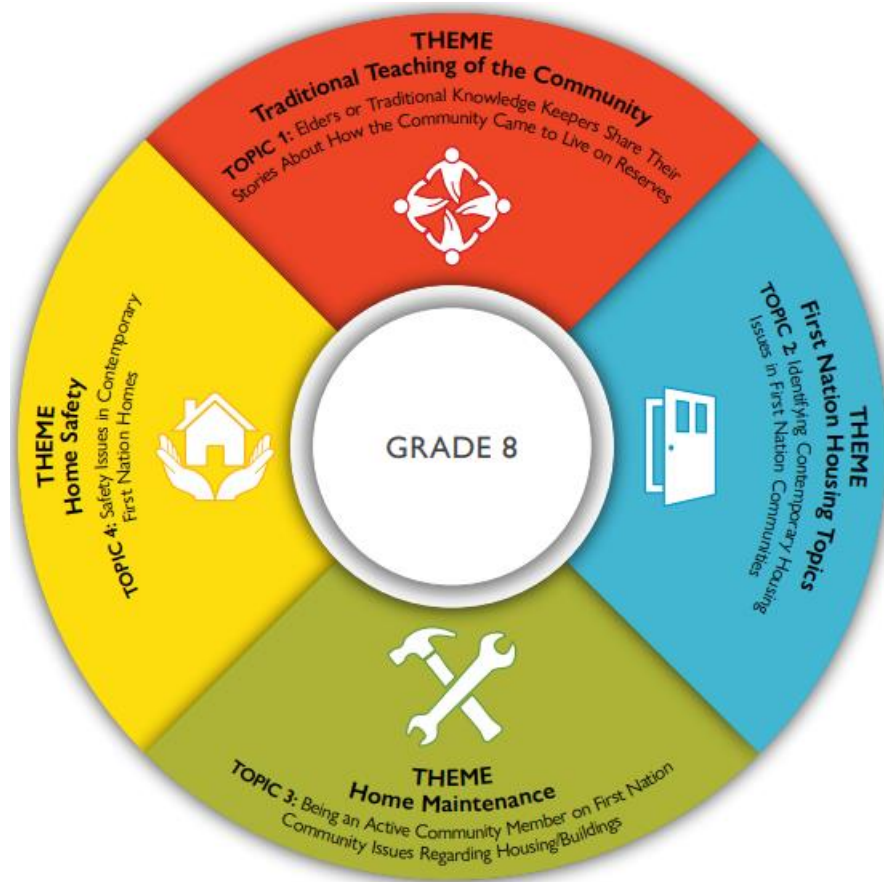 THEME
Traditional Teaching of the Community
TOPIC 1: Elders or Traditional Knowledge Keepers Share Their
Stories About How the Community Came to Live on Reserves
THEME
First Nation Housing Topics
TOPIC 2: Identifying Contemporary Housing
Issues in First Nation Communities
THEME
Home Maintenance
TOPIC 3: Being an Active Community Member on First Nation
Community Issues Regarding Housing/Buildings
THEME
Home Safety
TOPIC 4: Safety Issues in Contemporary
First Nation Homes
GRADE 8